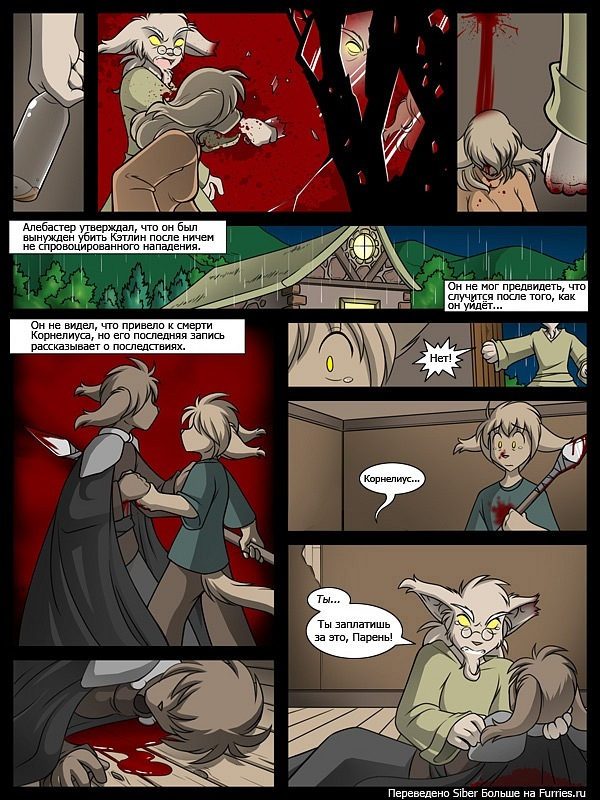 Алебастер утверждал, что он был
вынужден убить Кэтлин после ничем
не спровоцированного нападения.
Он не мог предвидеть, что
случится после того, как
он уйдёт...
Он не видел, что привело к смерти
Корнелиуса, но его последняя запись
рассказывает о последствиях.
Нет!
Корнелиус...
Ты...
Ты заплатишь
за это, Парень!
Переведено Siber Больше на Furries.ru